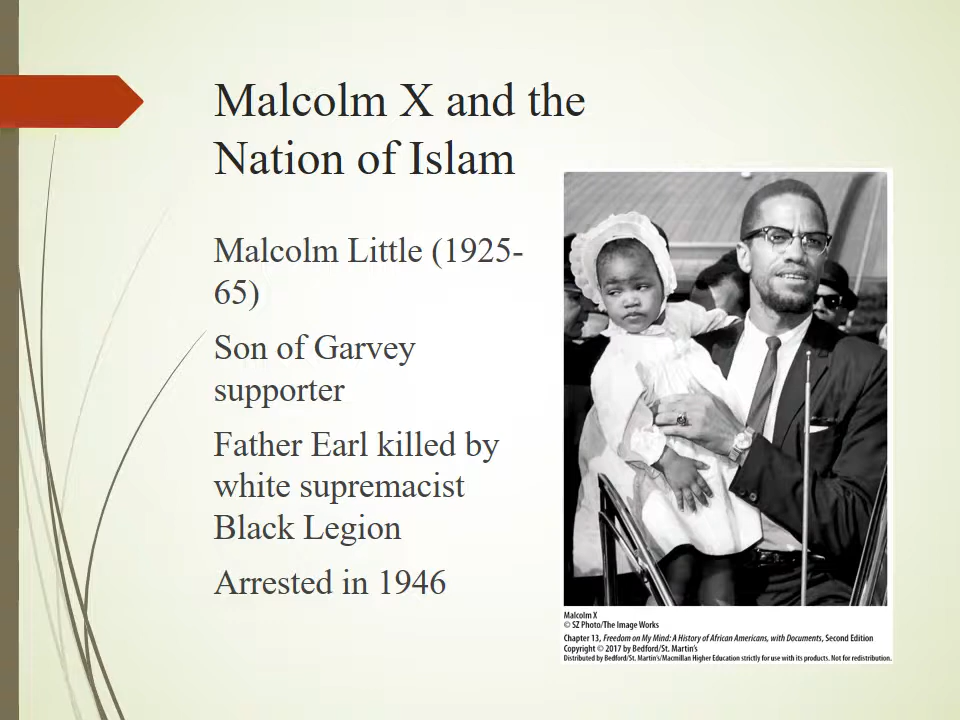 Malcolm X and the
Nation of Islam
Malcolm Little (1925-
65)
Son of Garvey
supporter
Father Earl killed by
white supremacist
Black Legion
Arrested in 1946
Malcolm X
© SZ Photo/The Image Works
Chapter 13, Freedom on My Mind: A History of African Americans, with Documents, Second Edition
Copyright © 2017 by Bedford/St. Martin's
Distributed by Bedford/St. Martin's/Macmillan Higher Education strictly for use with its products. Not for redistribution.